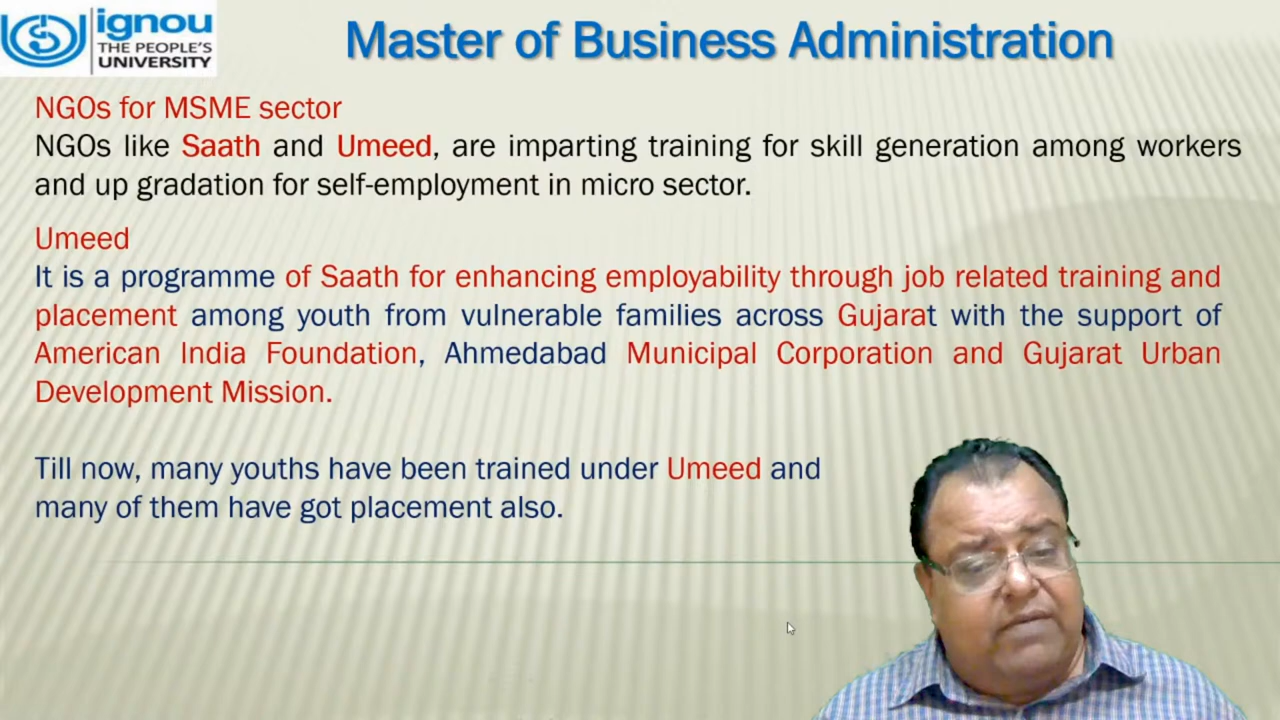 ignou
THE PEOPLE'S
UNIVERSITY
Master of Business Administration
NGOs for MSME sector
NGOs like Saath and Umeed, are imparting training for skill generation among workers
and up gradation for self-employment in micro sector.
Umeed
It is a programme of Saath for enhancing employability through job related training and
placement among youth from vulnerable families across Gujarat with the support of
American India Foundation, Ahmedabad Municipal Corporation and Gujarat Urban
Development Mission.
Till now, many youths have been trained under Umeed and
many of them have got placement also.